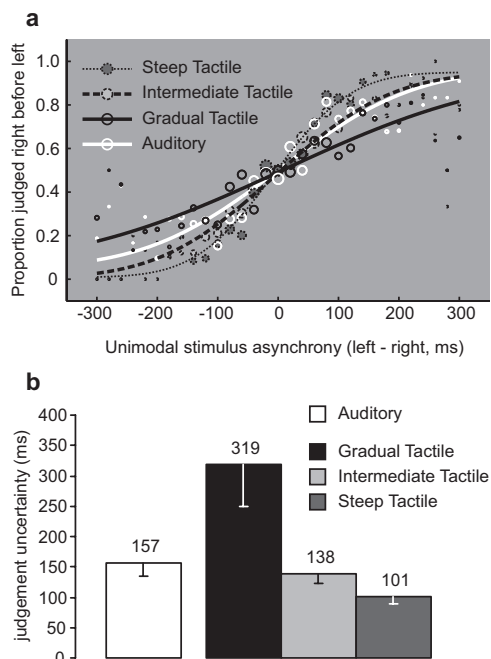 a
1.0
0.8
0.6
0.4
0.2
0
Proportion judged right before left
Steep Tactile
Intermediate Tactile
Gradual Tactile
Auditory
-300 -200 -100 0 100 200 300
Unimodal stimulus asynchrony (left - right, ms)
b
400
350
300
250
200
150
100
50
0
judgement uncertainty (ms)
157
319
138
101
Auditory
Gradual Tactile
Intermediate Tactile
Steep Tactile